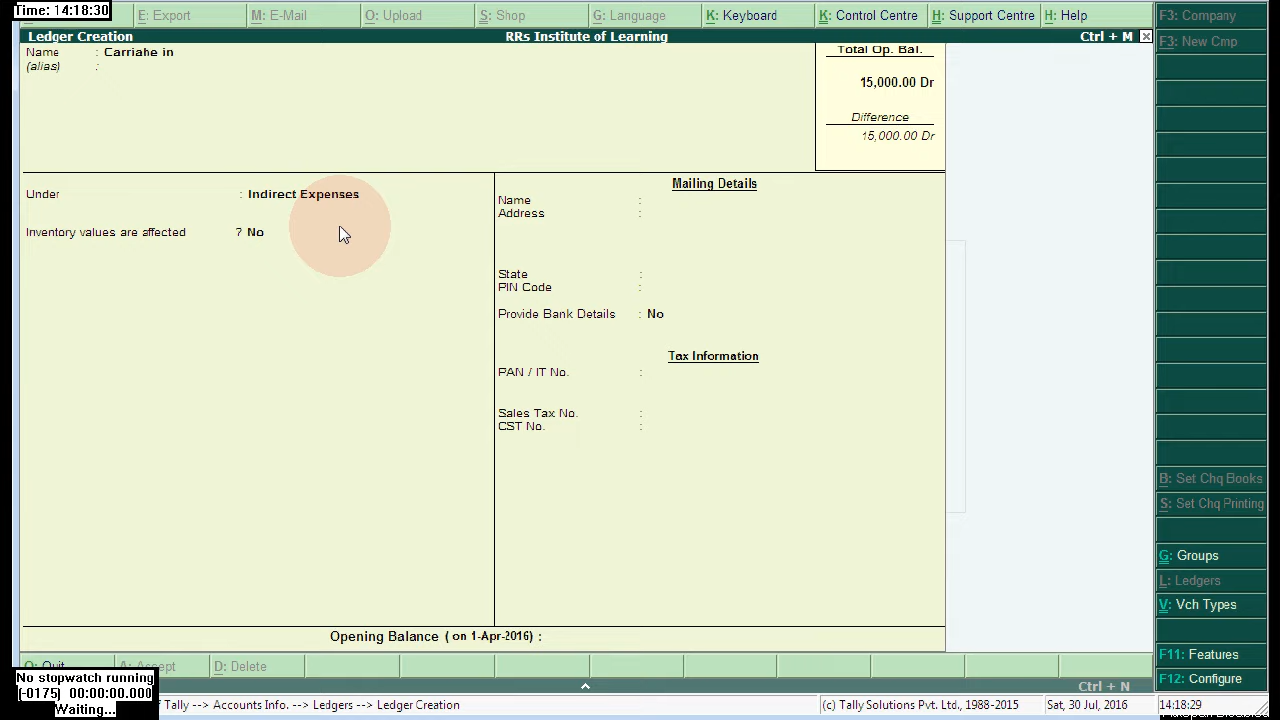 Time: 14:18:30
E: Export
M: E-Mail
O: Upload
S: Shop
G: Language
K: Keyboard
K: Control Centre
H: Support Centre
H: Help
F3: Company
Ledger Creation
RRs Institute of Learning
Ctrl + M
F3: New Cmp
Name : Carriahe in
(alias) :
Total Op. Bal.
15,000.00 Dr
Difference
15,000.00 Dr
Under : Indirect Expenses
Inventory values are affected ? No
Mailing Details
Name :
Address :
State :
PIN Code :
Provide Bank Details : No
Tax Information
PAN / IT No. :
Sales Tax No. :
CST No. :
B: Set Chq Books
S: Set Chq Printing
G: Groups
L: Ledgers
V: Vch Types
F11: Features
F12: Configure
Opening Balance ( on 1-Apr-2016) :
Q: Quit
A: Accept
D: Delete
Ctrl + N
No stopwatch running
[-0175) 00:00:00.000
Waiting...
Tally --> Accounts Info. --> Ledgers --> Ledger Creation
(c) Tally Solutions Pvt. Ltd., 1988-2015
Sat, 30 Jul, 2016
14:18:29